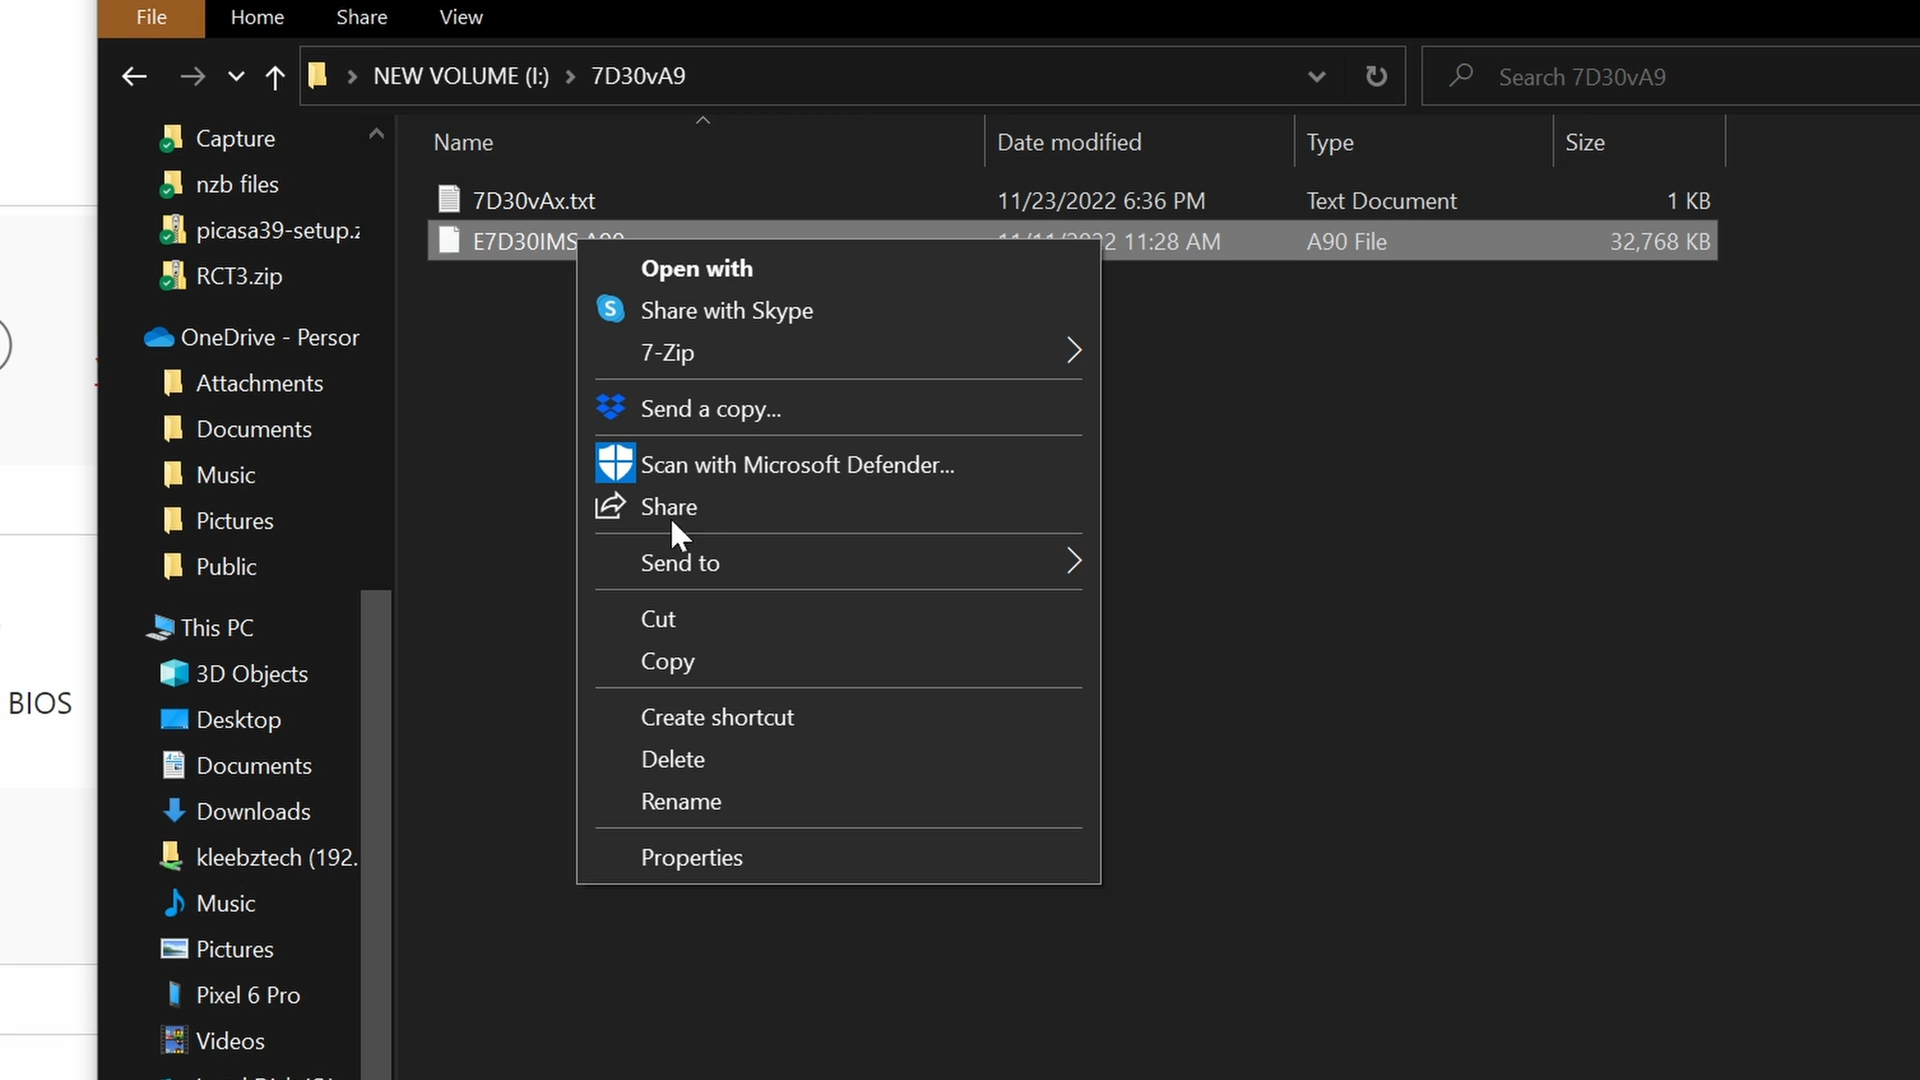 File Home Share View
NEW VOLUME (I:) 7D30vA9 Search 7D30vA9
Name Date modified Type Size
7D30vAx.txt 11/23/2022 6:36 PM Text Document 1 KB
E7D30IMS 11:28 AM A90 File 32,768 KB
Capture
nzb files
picasa39-setup.z
RCT3.zip
OneDrive - Person
Attachments
Documents
Music
Pictures
Public
This PC
3D Objects
Desktop
Documents
Downloads
kleebztech (192.
Music
Pictures
Pixel 6 Pro
Videos
Open with
Share with Skype
7-Zip
Send a copy...
Scan with Microsoft Defender...
Share
Send to
Cut
Copy
Create shortcut
Delete
Rename
Properties
BIOS